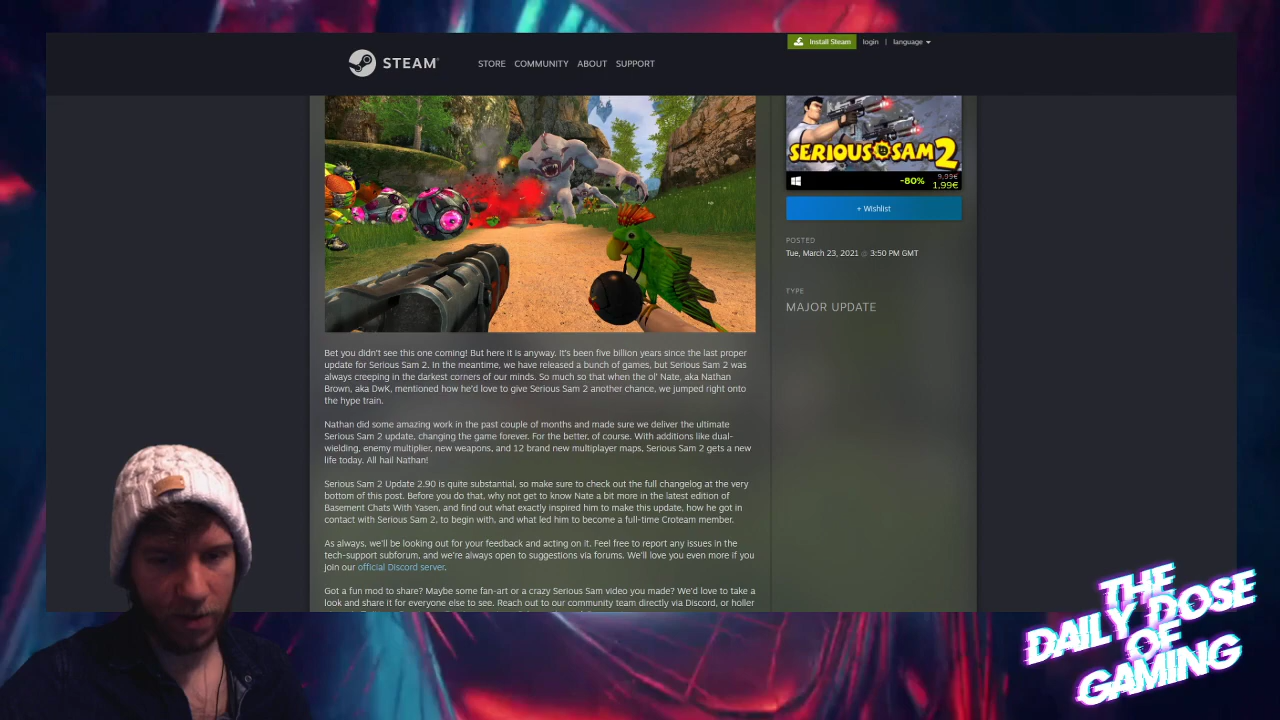 Install Steam
login | language
STEAM
STORE COMMUNITY ABOUT SUPPORT
SERIOUS SAM 2
-80%
9,99€
1,99€
+ Wishlist
POSTED
Tue, March 23, 2021 @ 3:50 PM GMT
TYPE
MAJOR UPDATE
Bet you didn't see this one coming! But here it is anyway. It's been five billion years since the last proper
update for Serious Sam 2. In the meantime, we have released a bunch of games, but Serious Sam 2 was
always creeping in the darkest corners of our minds. So much so that when the ol' Nate, aka Nathan
Brown, aka DwK, mentioned how he'd love to give Serious Sam 2 another chance, we jumped right onto
the hype train.
Nathan did some amazing work in the past couple of months and made sure we deliver the ultimate
Serious Sam 2 update, changing the game forever. For the better, of course. With additions like dual-
wielding, enemy multiplier, new weapons, and 12 brand new multiplayer maps, Serious Sam 2 gets a new
life today. All hail Nathan!
Serious Sam 2 Update 2.90 is quite substantial, so make sure to check out the full changelog at the very
bottom of this post. Before you do that, why not get to know Nate a bit more in the latest edition of
Basement Chats With Yasen, and find out what exactly inspired him to make this update, how he got in
contact with Serious Sam 2, to begin with, and what led him to become a full-time Croteam member.
As always, we'll be looking out for your feedback and acting on it. Feel free to report any issues in the
tech-support subforum, and we're always open to suggestions via forums. We'll love you even more if you
join our official Discord server.
Got a fun mod to share? Maybe some fan-art or a crazy Serious Sam video you made? We'd love to take a
look and share it for everyone else to see. Reach out to our community team directly via Discord, or holler
THE
DAILY DOSE
OF
GAMING